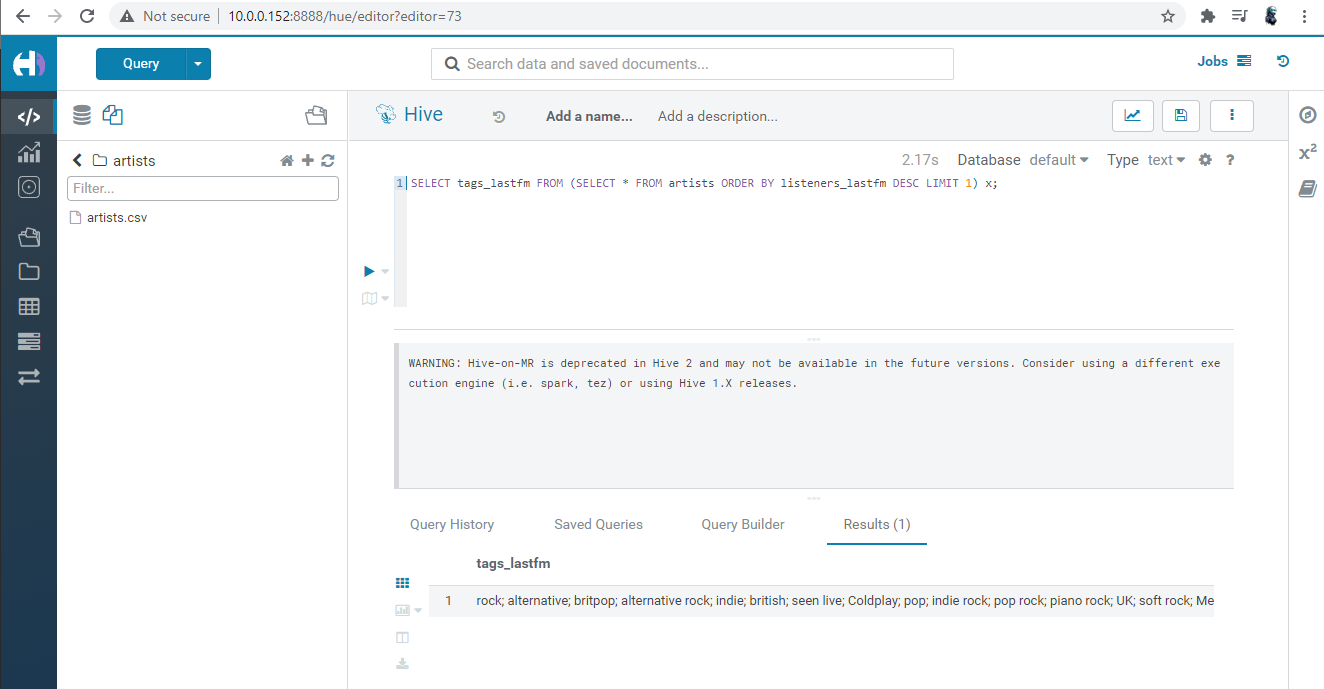 Not secure | 10.0.0.152:8888/hue/editor?editor=73
Query
Search data and saved documents...
Jobs
Hive
Add a name...
Add a description...
artists
Filter...
artists.csv
2.17s Database default Type text ?
x²
1 SELECT tags_lastfm FROM (SELECT * FROM artists ORDER BY listeners_lastfm DESC LIMIT 1) x;
WARNING: Hive-on-MR is deprecated in Hive 2 and may not be available in the future versions. Consider using a different exe
cution engine (i.e. spark, tez) or using Hive 1.X releases.
Query History
Saved Queries
Query Builder
Results (1)
tags_lastfm
1 rock; alternative; britpop; alternative rock; indie; british; seen live; Coldplay; pop; indie rock; pop rock; piano rock; UK; soft rock; Me